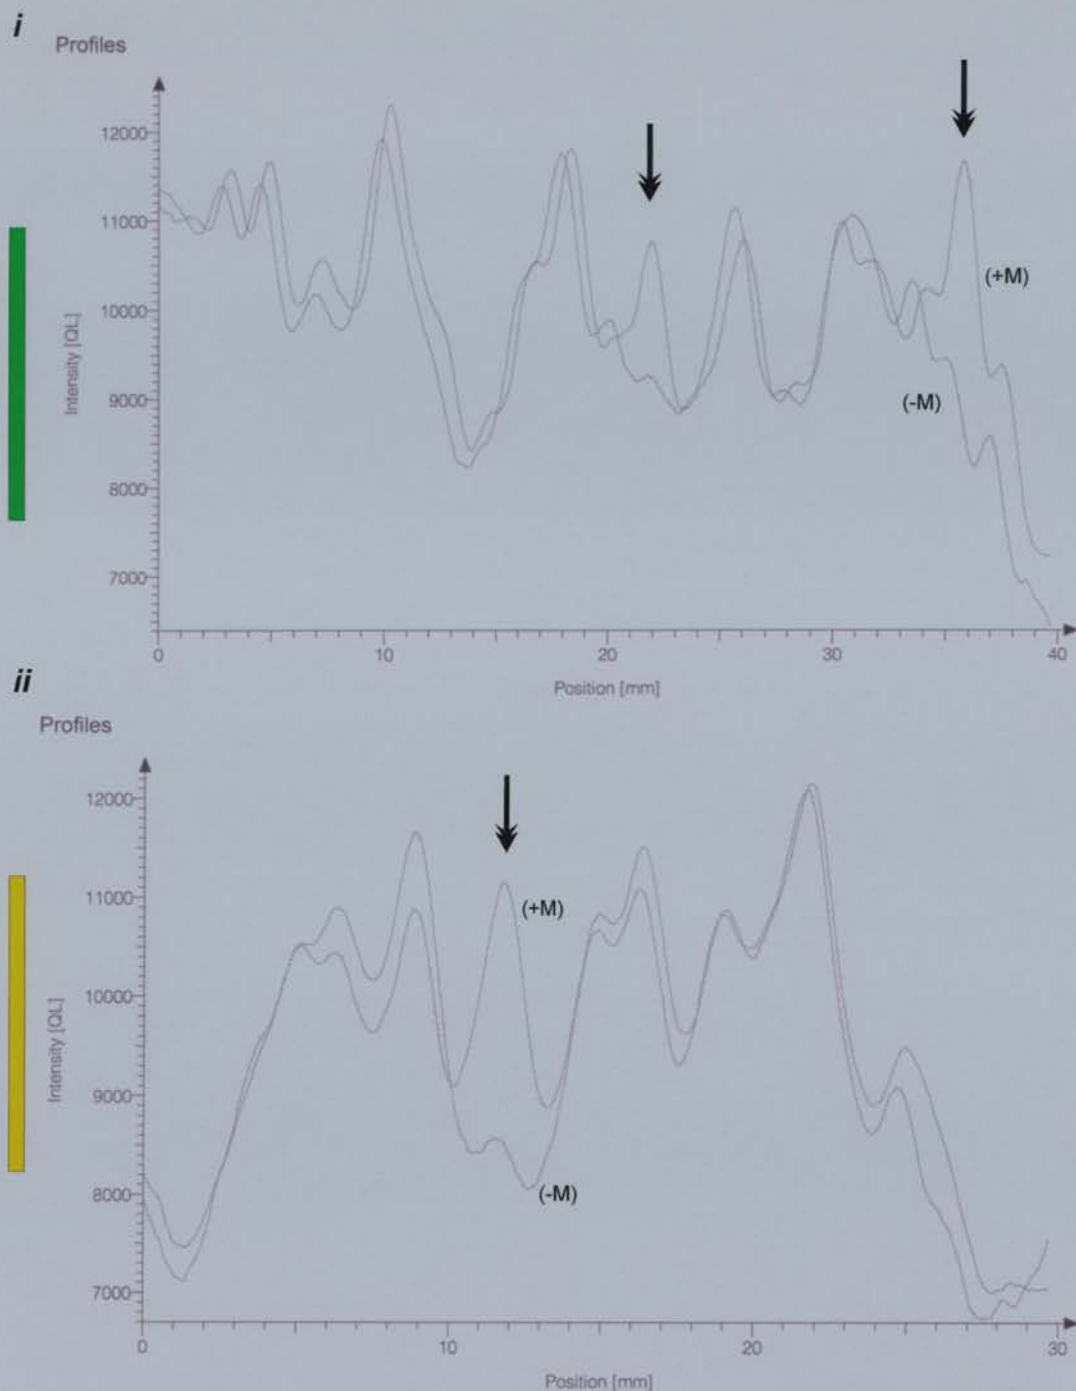 i
Profiles
12000
11000
10000
9000
8000
7000
Intensity [QL]
(+M)
(-M)
0 10 20 30 40
Position [mm]
ii
Profiles
12000
11000
10000
9000
8000
7000
Intensity [QL]
(+M)
(-M)
0 10 20 30
Position [mm]